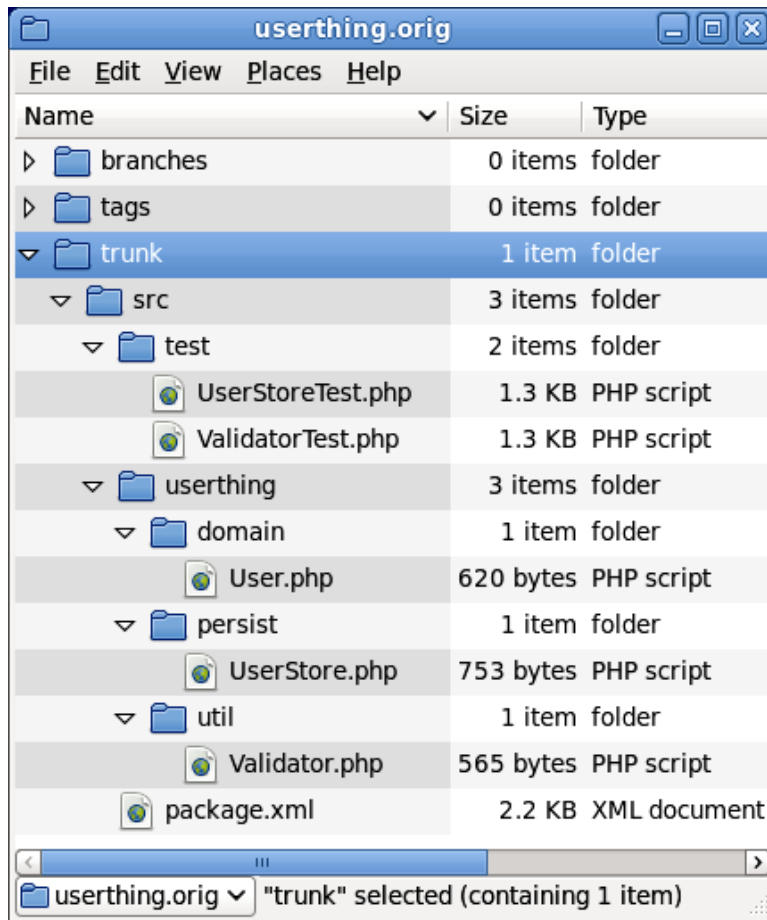 userthing.orig
File Edit View Places Help
Name Size Type
branches 0 items folder
tags 0 items folder
trunk 1 item folder
src 3 items folder
test 2 items folder
UserStoreTest.php 1.3 KB PHP script
ValidatorTest.php 1.3 KB PHP script
userthing 3 items folder
domain 1 item folder
User.php 620 bytes PHP script
persist 1 item folder
UserStore.php 753 bytes PHP script
util 1 item folder
Validator.php 565 bytes PHP script
package.xml 2.2 KB XML document
userthing.orig "trunk" selected (containing 1 item)